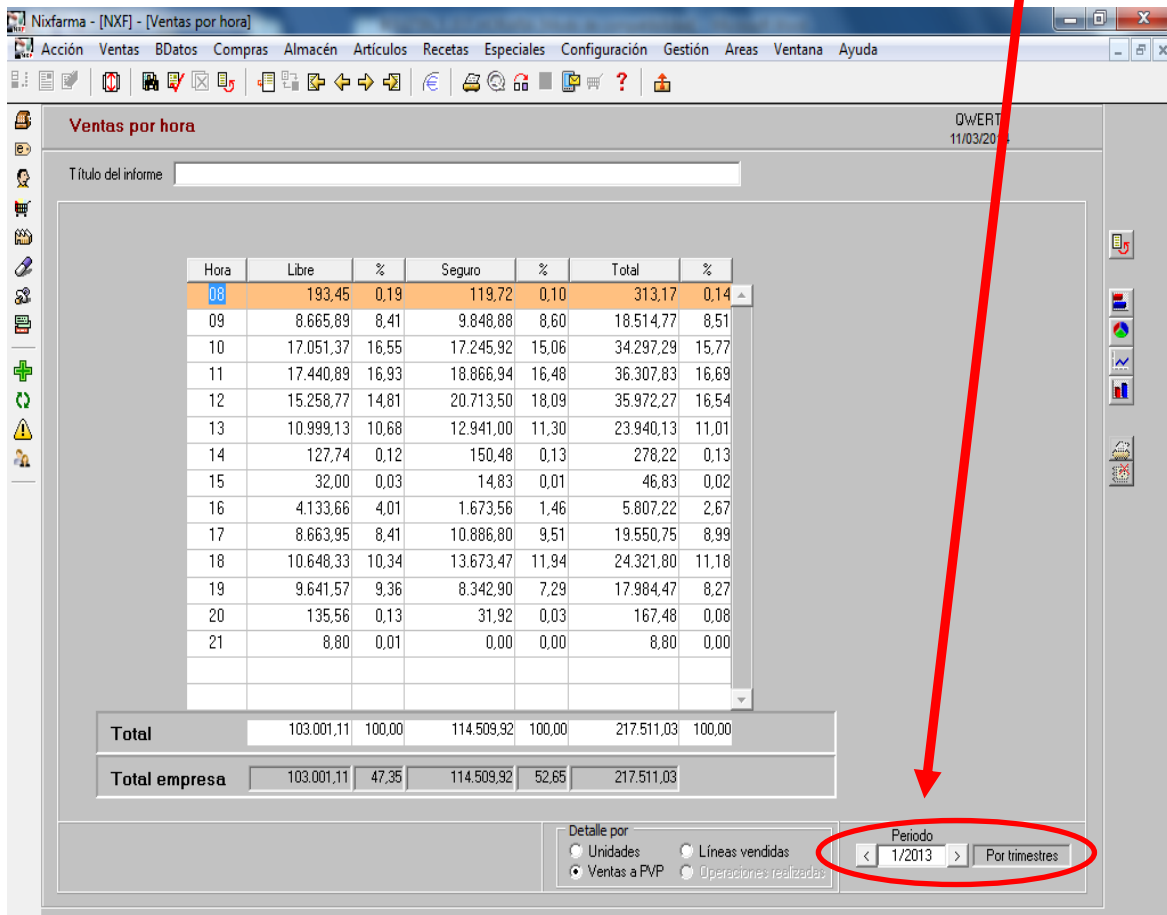 Nixfarma - [NXF] - [Ventas por hora]
Acción Ventas BDatos Compras Almacén Artículos Recetas Especiales Configuración Gestión Areas Ventana Ayuda
Ventas por hora
QWERT
11/03/20
Título del informe
Hora Libre % Seguro % Total %
08 193,45 0,19 119,72 0,10 313,17 0,14
09 8.665,89 8,41 9.848,88 8,60 18.514,77 8,51
10 17.051,37 16,55 17.245,92 15,06 34.297,29 15,77
11 17.440,89 16,93 18.866,94 16,48 36.307,83 16,69
12 15.258,77 14,81 20.713,50 18,09 35.972,27 16,54
13 10.999,13 10,68 12.941,00 11,30 23.940,13 11,01
14 127,74 0,12 150,48 0,13 278,22 0,13
15 32,00 0,03 14,83 0,01 46,83 0,02
16 4.133,66 4,01 1.673,56 1,46 5.807,22 2,67
17 8.663,95 8,41 10.886,80 9,51 19.550,75 8,99
18 10.648,33 10,34 13.673,47 11,94 24.321,80 11,18
19 9.641,57 9,36 8.342,90 7,29 17.984,47 8,27
20 135,56 0,13 31,92 0,03 167,48 0,08
21 8,80 0,01 0,00 0,00 8,80 0,00
Total 103.001,11 100,00 114.509,92 100,00 217.511,03 100,00
Total empresa 103.001,11 47,35 114.509,92 52,65 217.511,03
Detalle por
Unidades Líneas vendidas
Ventas a PVP Operaciones realizadas
Periodo
< 1/2013 > Por trimestres